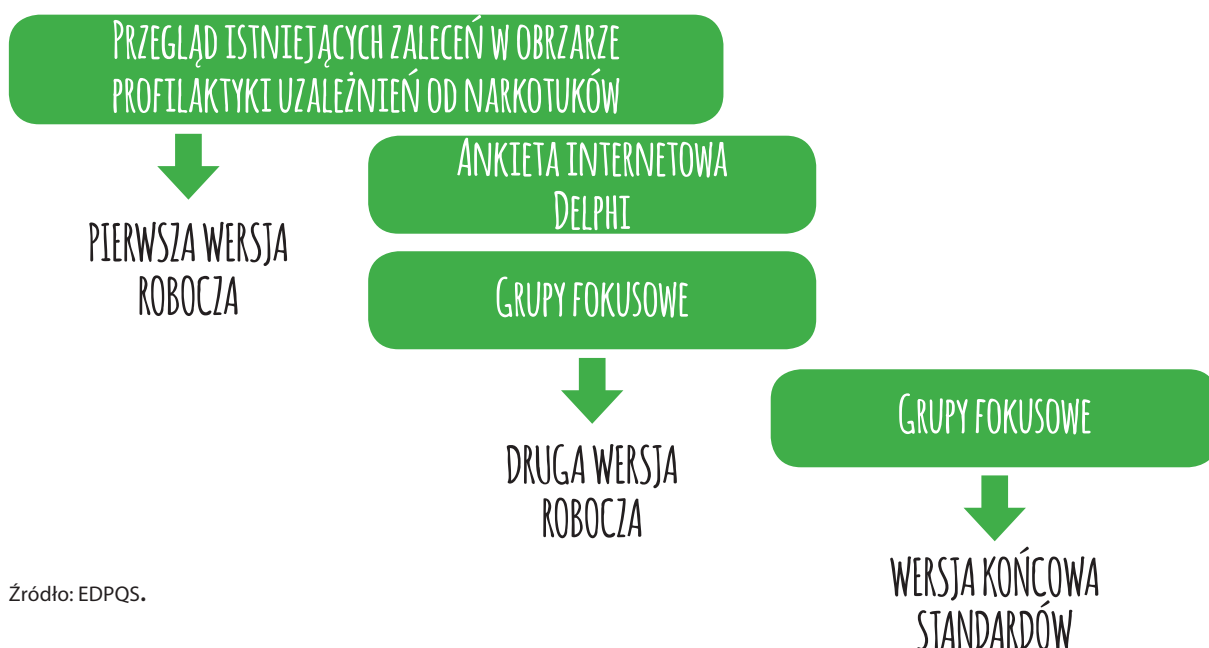 Przegląd istniejących zaleceń w obrzarze
profilaktyki uzależnień od narkotuków
Ankieta internetowa
Delphi
pierwsza wersja
robocza
Grupy fokusowe
Grupy fokusowe
druga wersja
robocza
wersja końcowa
standardów
Źródło: EDPQS.